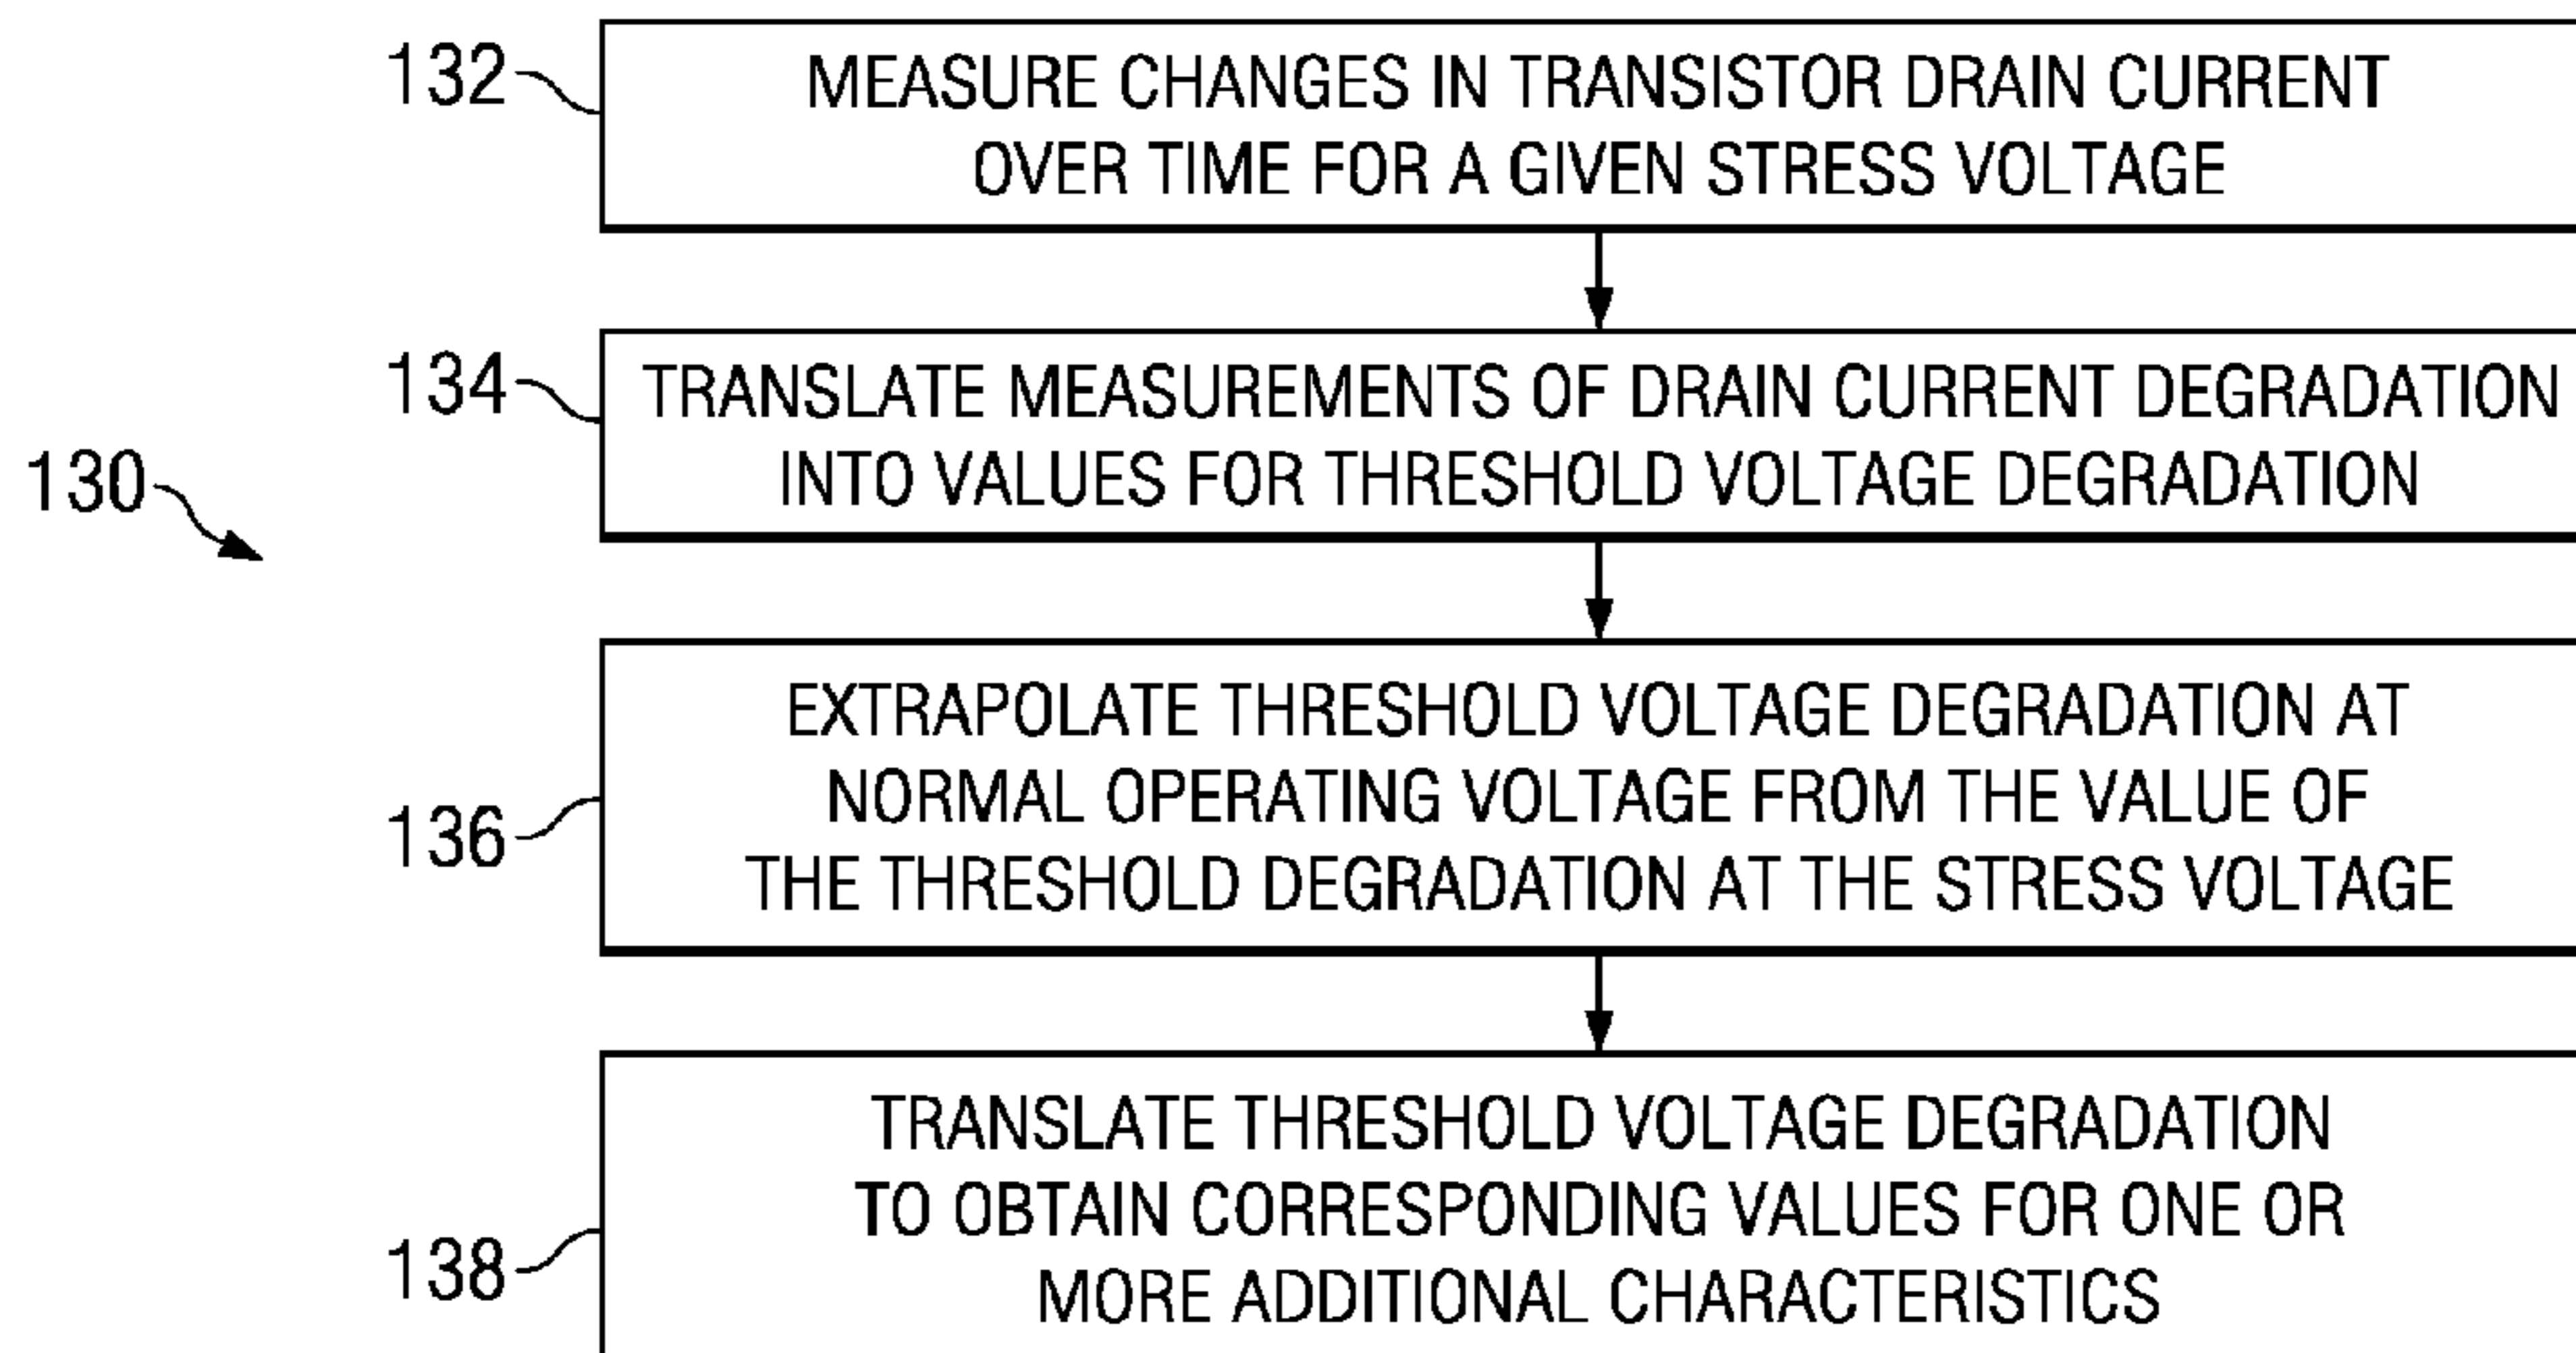 132
MEASURE CHANGES IN TRANSISTOR DRAIN CURRENT
OVER TIME FOR A GIVEN STRESS VOLTAGE
134
TRANSLATE MEASUREMENTS OF DRAIN CURRENT DEGRADATION
INTO VALUES FOR THRESHOLD VOLTAGE DEGRADATION
130
136
EXTRAPOLATE THRESHOLD VOLTAGE DEGRADATION AT
NORMAL OPERATING VOLTAGE FROM THE VALUE OF
THE THRESHOLD DEGRADATION AT THE STRESS VOLTAGE
138
TRANSLATE THRESHOLD VOLTAGE DEGRADATION
TO OBTAIN CORRESPONDING VALUES FOR ONE OR
MORE ADDITIONAL CHARACTERISTICS